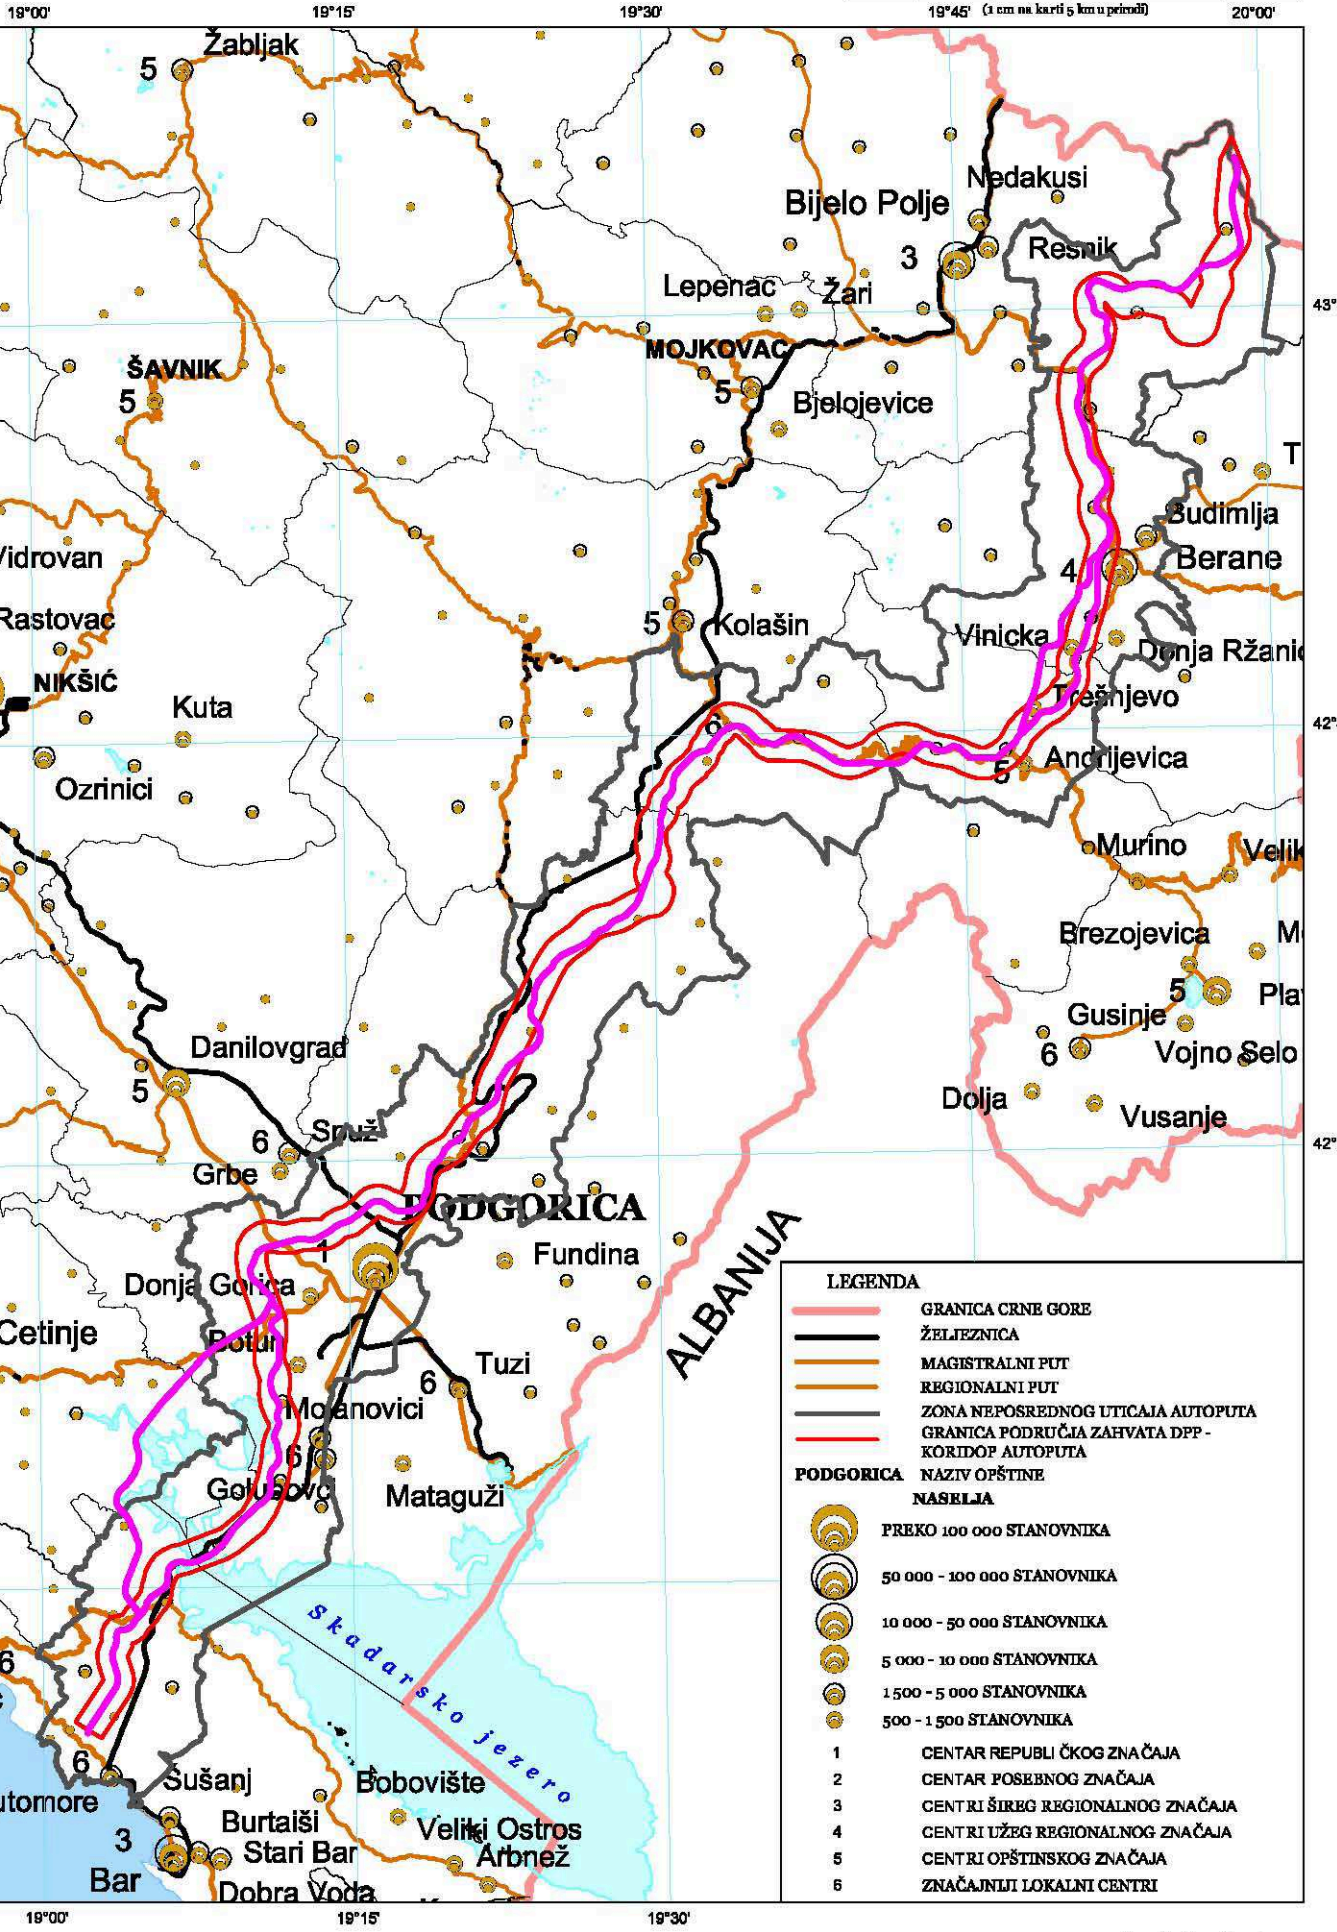 19°00'
19°15'
19°30'
19°45'
(1 cm na karti 5 km u prirodi)
20°00'
Žabljak
5
Nedakusi
Bijelo Polje
3
Resnik
Lepenac
Žari
43°
MOJKOVAC
ŠAVNIK
5
5
Bjelojevice
T
Budimlja
Vidrovan
4
Berane
Rastovac
5
Kolašin
Vinicka
Donja Ržanic
NIKŠIĆ
Kuta
Trešnjevo
6
42°
Andrijevica
5
Ozrinici
Murino
Velik
Brezojevica
M
5
Plav
Gusinje
Danilovgrad
6
Vojno Selo
5
Dolja
Vusanje
6
Spuž
42°
Grbe
PODGORICA
1
Fundina
ALBANIJA
Donja Gorica
Cetinje
Botun
Tuzi
6
Mojanovici
6
Golubovci
Mataguži
Skadarsko jezero
6
6
Sušanj
Bobovište
utomore
Burtaiši
Veliki Ostros
3
Stari Bar
Arbnež
Bar
Dobra Voda
LEGENDA
GRANICA CRNE GORE
ŽELJEZNICA
MAGISTRALNI PUT
REGIONALNI PUT
ZONA NEPOSREDNOG UTICAJA AUTOPUTA
GRANICA PODRUČJA ZAHVATA DPP -
KORIDOP AUTOPUTA
PODGORICA NAZIV OPŠTINE
NASELJA
PREKO 100 000 STANOVNIKA
50 000 - 100 000 STANOVNIKA
10 000 - 50 000 STANOVNIKA
5 000 - 10 000 STANOVNIKA
1 500 - 5 000 STANOVNIKA
500 - 1 500 STANOVNIKA
1 CENTAR REPUBLI ČKOG ZNAČAJA
2 CENTAR POSEBNOG ZNAČAJA
3 CENTRI ŠIREG REGIONALNOG ZNAČAJA
4 CENTRI UŽEG REGIONALNOG ZNAČAJA
5 CENTRI OPŠTINSKOG ZNAČAJA
6 ZNAČAJNIJI LOKALNI CENTRI
19°00'
19°15'
19°30'